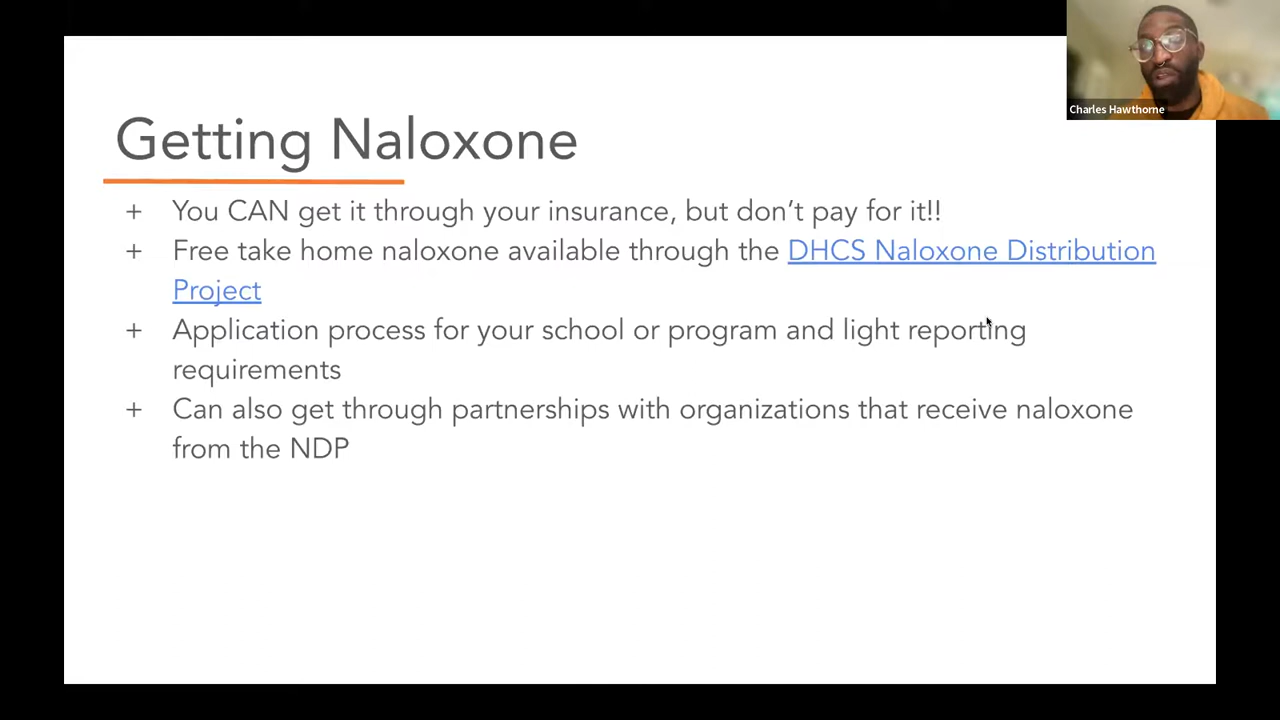 Getting Naloxone
Charles Hawthorne
+ You CAN get it through your insurance, but don’t pay for it!!
+ Free take home naloxone available through the DHCS Naloxone Distribution
Project
+ Application process for your school or program and light reporting
requirements
+ Can also get through partnerships with organizations that receive naloxone
from the NDP